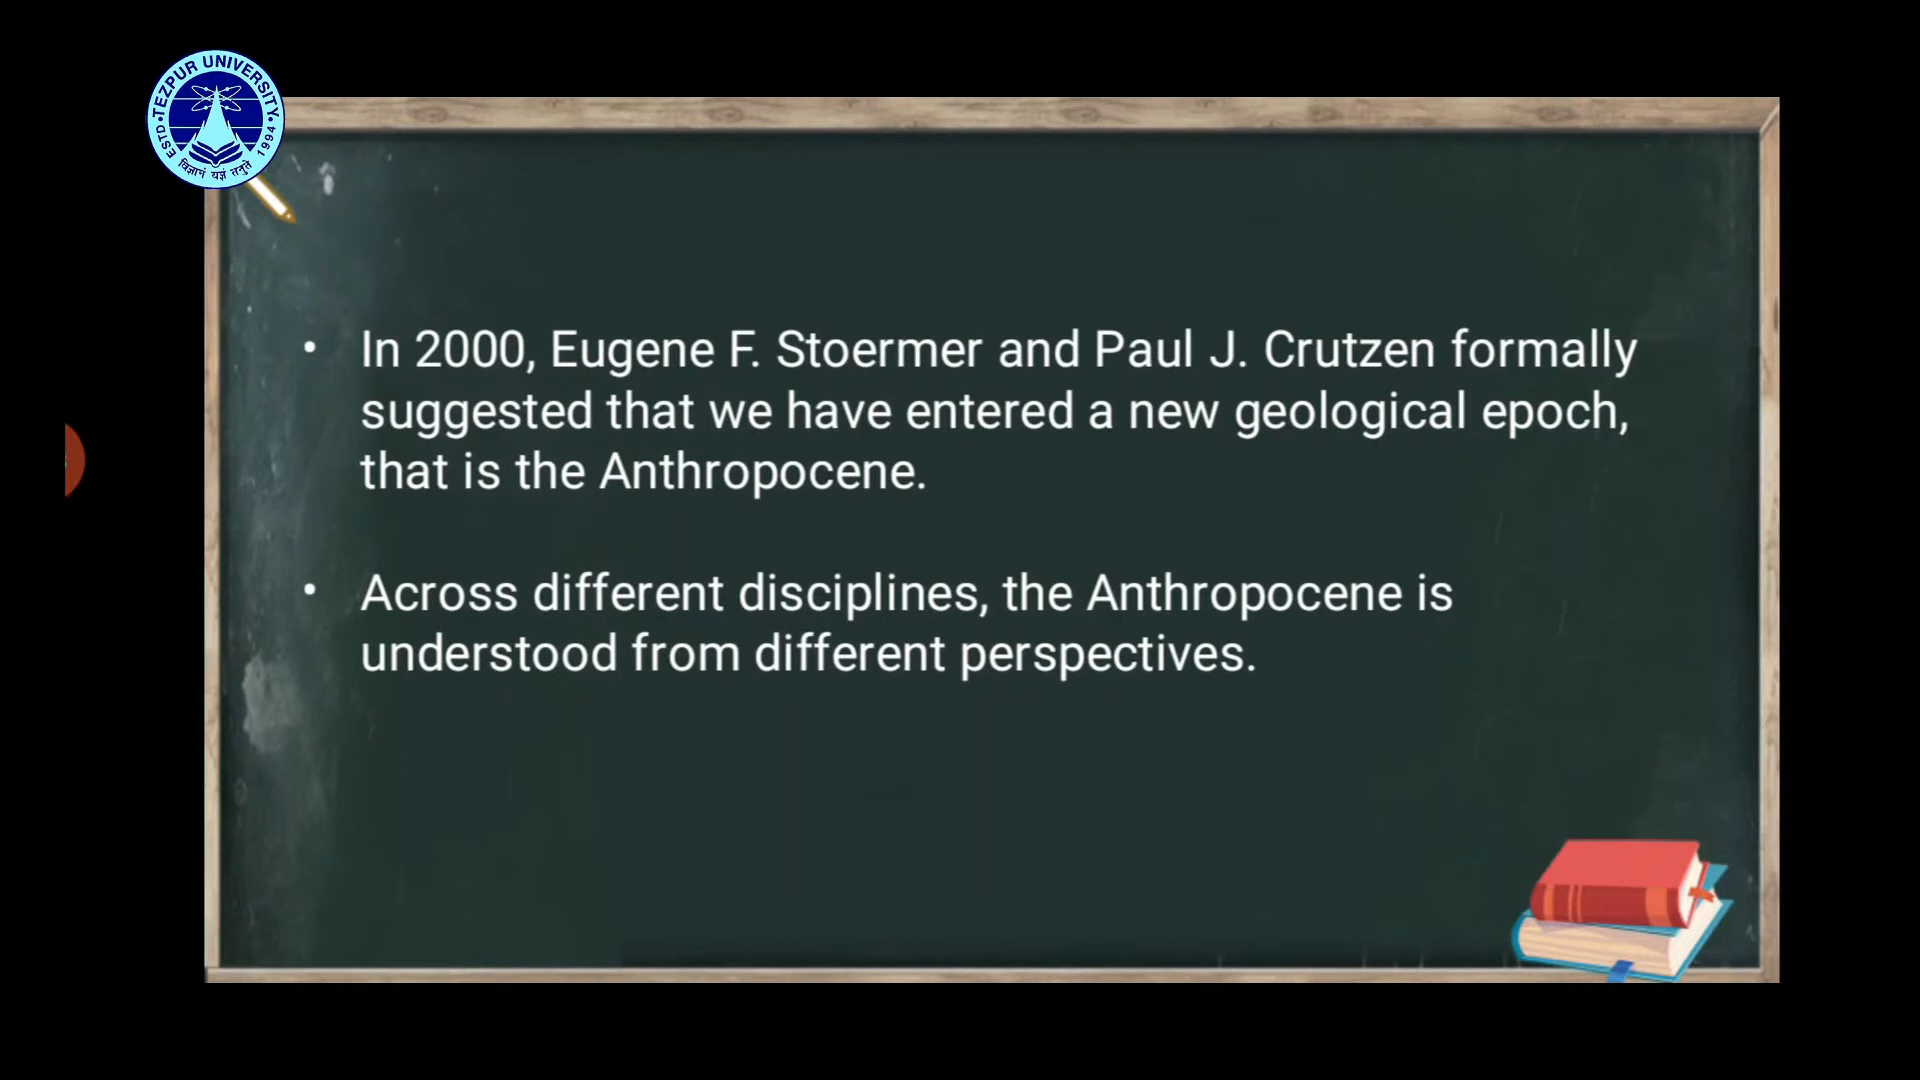 TEZPUR UNIVERSITY
ESTD 1994
विज्ञानं यज्ञं तनुते
• In 2000, Eugene F. Stoermer and Paul J. Crutzen formally
suggested that we have entered a new geological epoch,
that is the Anthropocene.
• Across different disciplines, the Anthropocene is
understood from different perspectives.